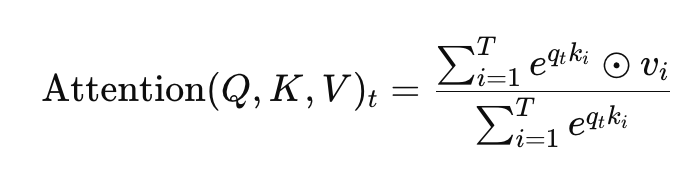 Attention(Q, K, V)_t = \frac{\sum_{i=1}^{T} e^{q_t k_i} \odot v_i}{\sum_{i=1}^{T} e^{q_t k_i}}